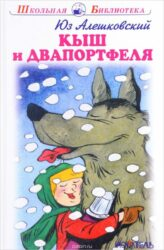 Школьная Библиотека
Юз Алешковский
КЫШ
и ДВАПОРТФЕЛЯ